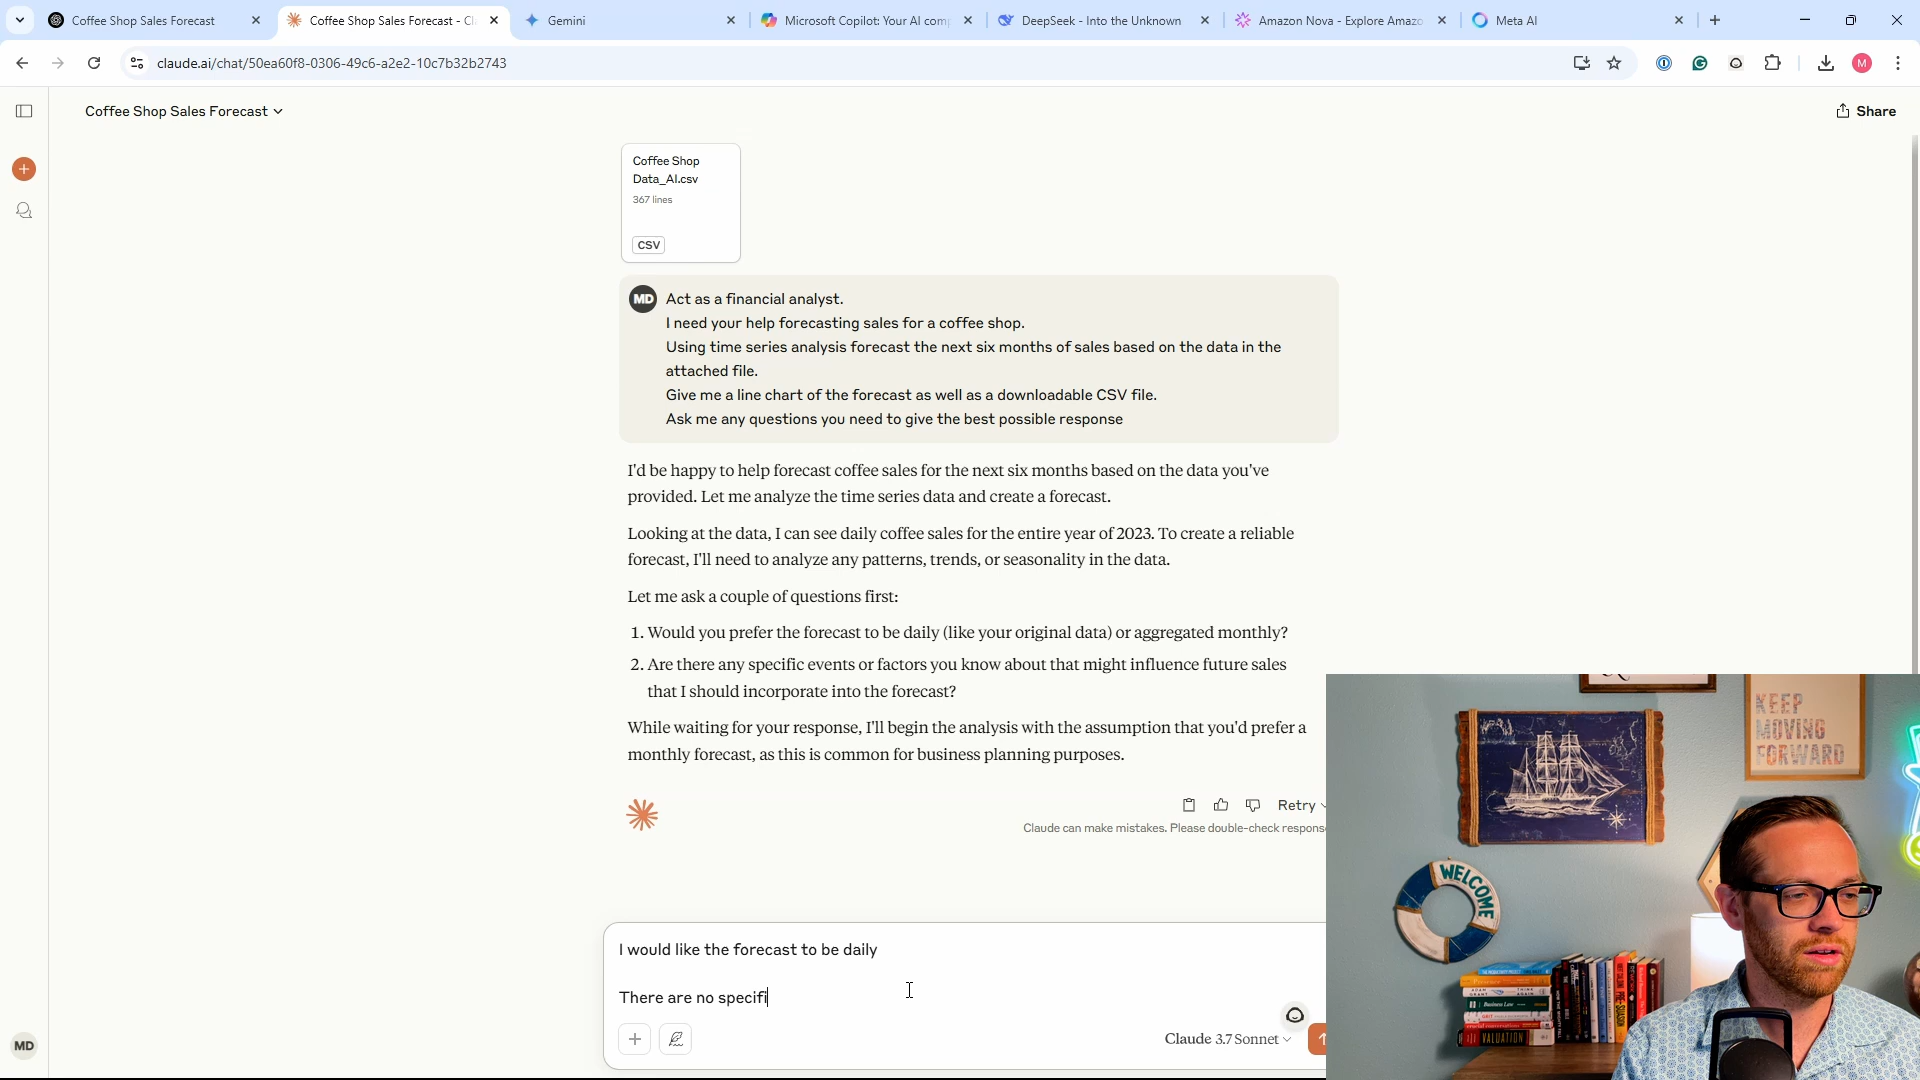 Coffee Shop Sales Forecast
Coffee Shop Sales Forecast - Cl
Gemini
Microsoft Copilot: Your AI com
DeepSeek - Into the Unknown
Amazon Nova - Explore Amazo
Meta AI
claude.ai/chat/50ea60f8-0306-49c6-a2e2-10c7b32b2743
M
Coffee Shop Sales Forecast
Share
Coffee Shop
Data_AI.csv
367 lines
CSV
MD
Act as a financial analyst.
I need your help forecasting sales for a coffee shop.
Using time series analysis forecast the next six months of sales based on the data in the
attached file.
Give me a line chart of the forecast as well as a downloadable CSV file.
Ask me any questions you need to give the best possible response
I'd be happy to help forecast coffee sales for the next six months based on the data you've
provided. Let me analyze the time series data and create a forecast.
Looking at the data, I can see daily coffee sales for the entire year of 2023. To create a reliable
forecast, I'll need to analyze any patterns, trends, or seasonality in the data.
Let me ask a couple of questions first:
1. Would you prefer the forecast to be daily (like your original data) or aggregated monthly?
2. Are there any specific events or factors you know about that might influence future sales
that I should incorporate into the forecast?
While waiting for your response, I'll begin the analysis with the assumption that you'd prefer a
monthly forecast, as this is common for business planning purposes.
Retry
Claude can make mistakes. Please double-check respons
I would like the forecast to be daily
There are no specifi
Claude 3.7 Sonnet
MD
KEEP
MOVING
FORWARD
WELCOME
VALUATION